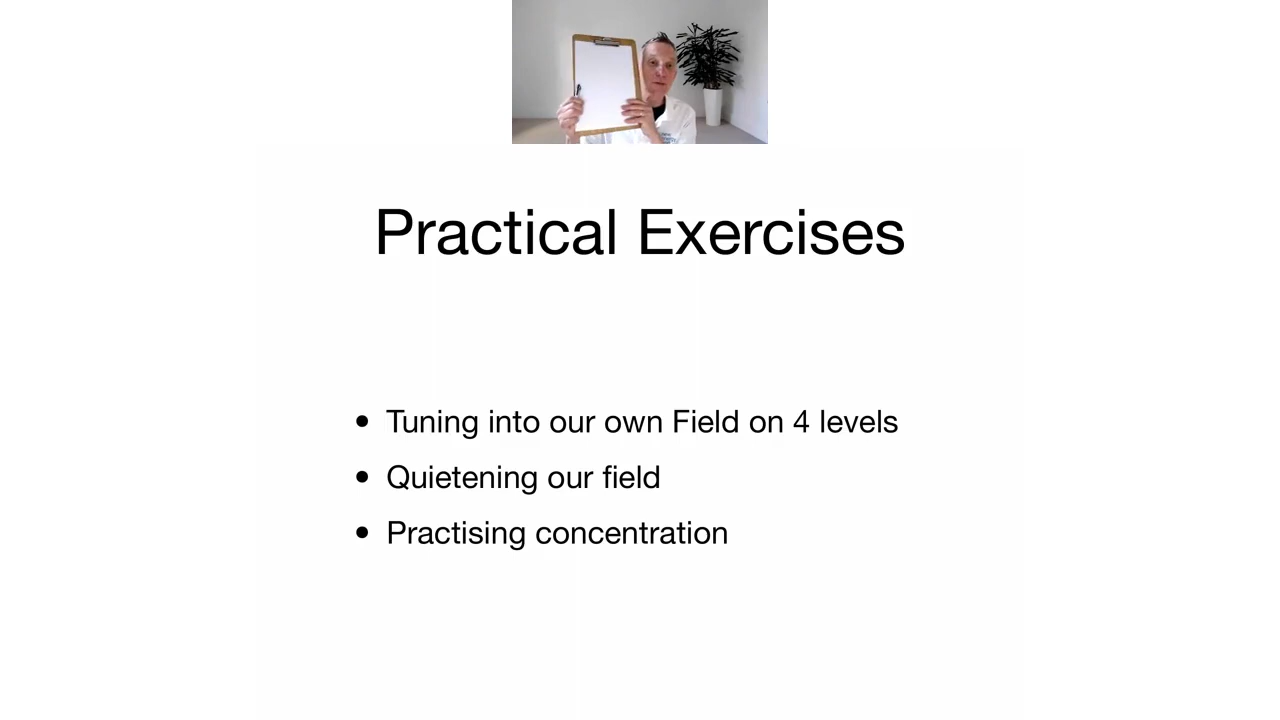 Practical Exercises
• Tuning into our own Field on 4 levels
• Quietening our field
• Practising concentration